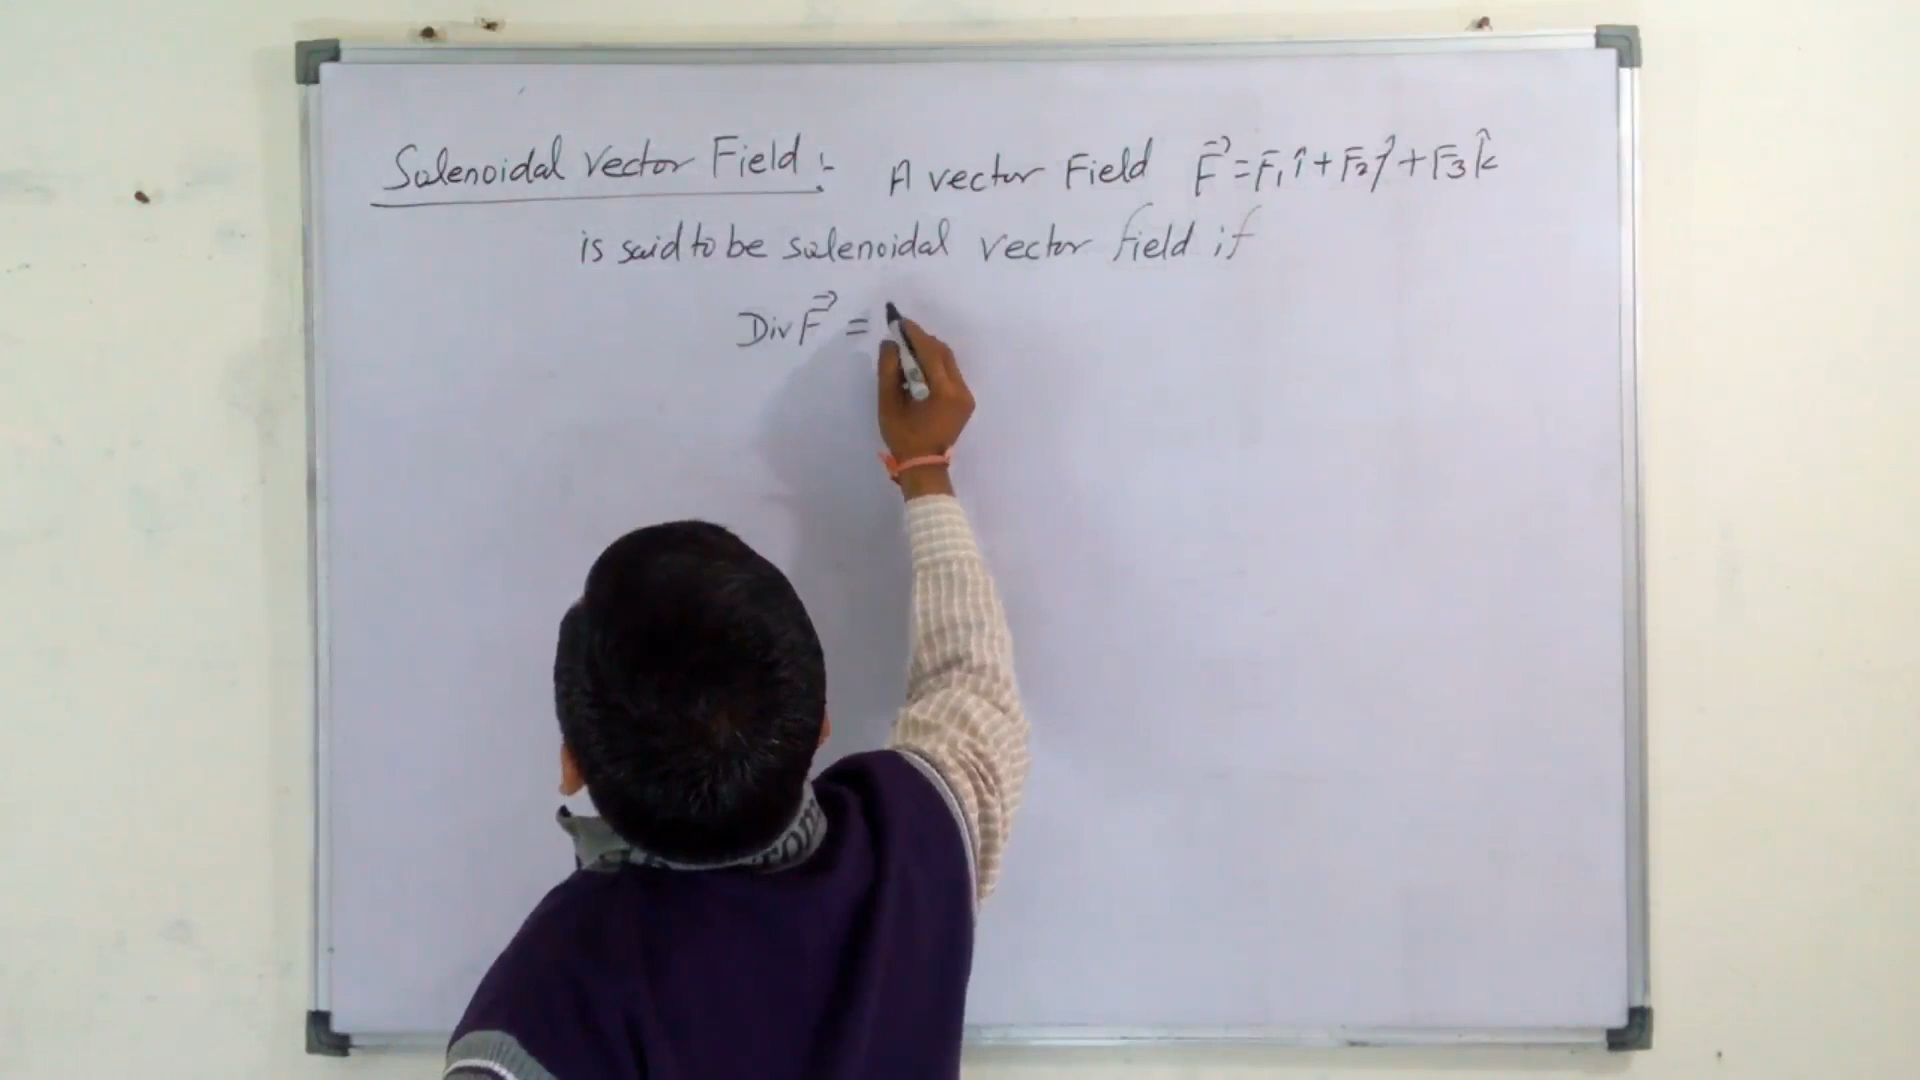 Solenoidal Vector Field :- A vector Field F⃗ = F₁î + F₂ĵ + F₃k̂
is said to be solenoidal vector field if
Div F⃗ =